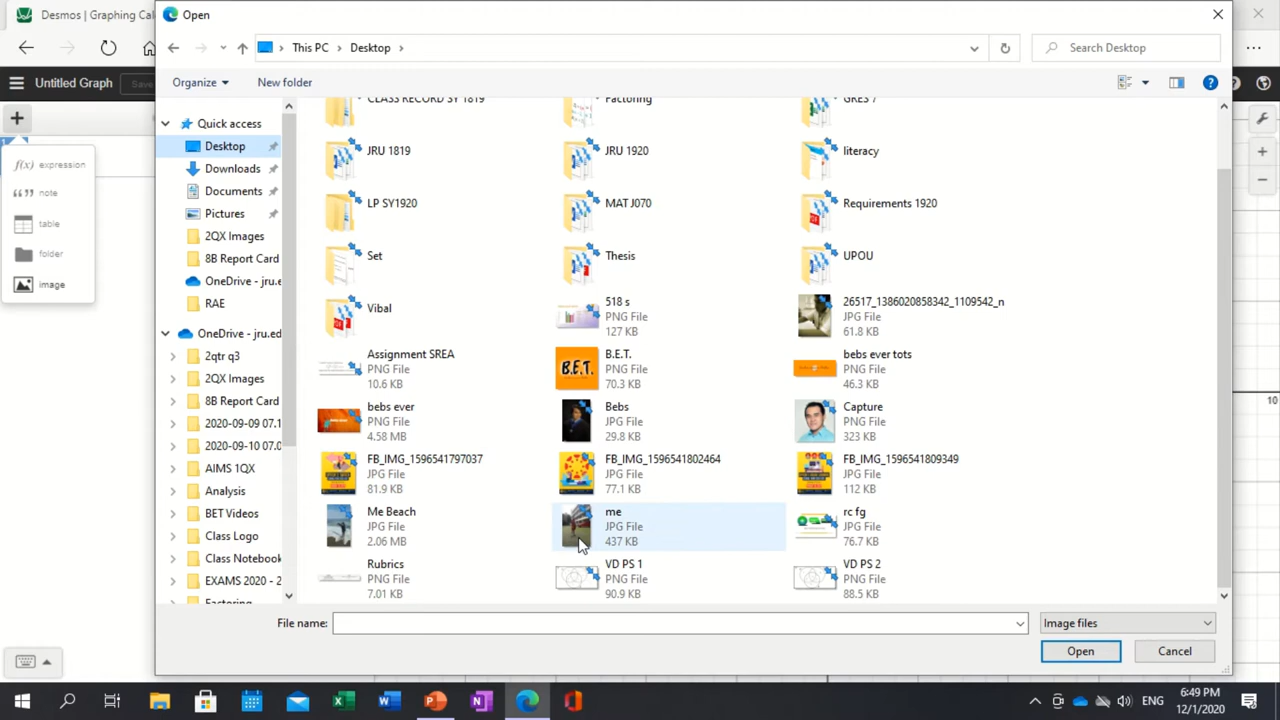 Desmos | Graphing Cal
Open
This PC
Desktop
Search Desktop
Untitled Graph
Save
Organize
New folder
expression
note
table
folder
image
Quick access
Desktop
Downloads
Documents
Pictures
2QX Images
8B Report Card
OneDrive - jru.ed
RAE
OneDrive - jru.ed
2qtr q3
2QX Images
8B Report Card
2020-09-09 07.1
2020-09-10 07.0
AIMS 1QX
Analysis
BET Videos
Class Logo
Class Notebook
EXAMS 2020 - 2
Factoring
CLASS RECORD SY 1819
Factoring
GRES 7
JRU 1819
JRU 1920
literacy
LP SY1920
MAT J070
Requirements 1920
Set
Thesis
UPOU
Vibal
518 s
PNG File
127 KB
26517_1386020858342_1109542_n
JPG File
61.8 KB
Assignment SREA
PNG File
10.6 KB
B.E.T.
B.E.T.
PNG File
70.3 KB
bebs ever tots
PNG File
46.3 KB
bebs ever
PNG File
4.58 MB
Bebs
JPG File
29.8 KB
Capture
PNG File
323 KB
FB_IMG_1596541797037
JPG File
81.9 KB
FB_IMG_1596541802464
JPG File
77.1 KB
FB_IMG_1596541809349
JPG File
112 KB
Me Beach
JPG File
2.06 MB
me
JPG File
437 KB
rc fg
PNG File
76.7 KB
Rubrics
PNG File
7.01 KB
VD PS 1
PNG File
90.9 KB
VD PS 2
PNG File
88.5 KB
10
File name:
Image files
Open
Cancel
ENG
6:49 PM
12/1/2020